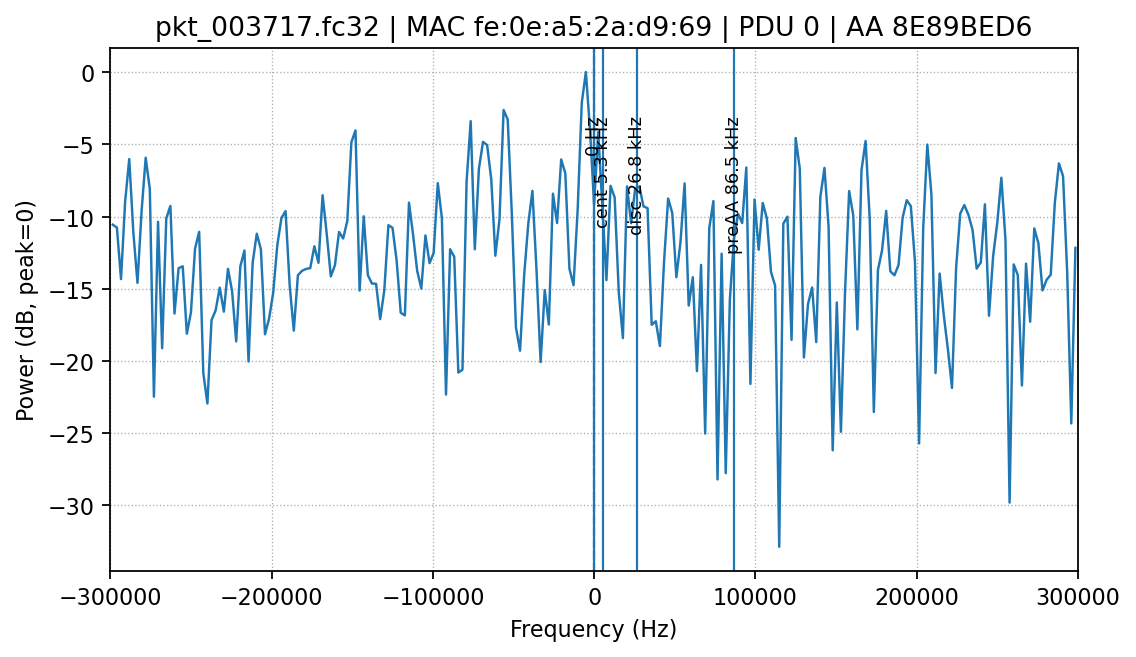 pkt_003717.fc32 | MAC fe:0e:a5:2a:d9:69 | PDU 0 | AA 8E89BED6
Power (dB, peak=0)
0
−5
−10
−15
−20
−25
−30
0 Hz
cent 5.3 kHz
disc 26.8 kHz
preAA 86.5 kHz
−300000
−200000
−100000
0
100000
200000
300000
Frequency (Hz)